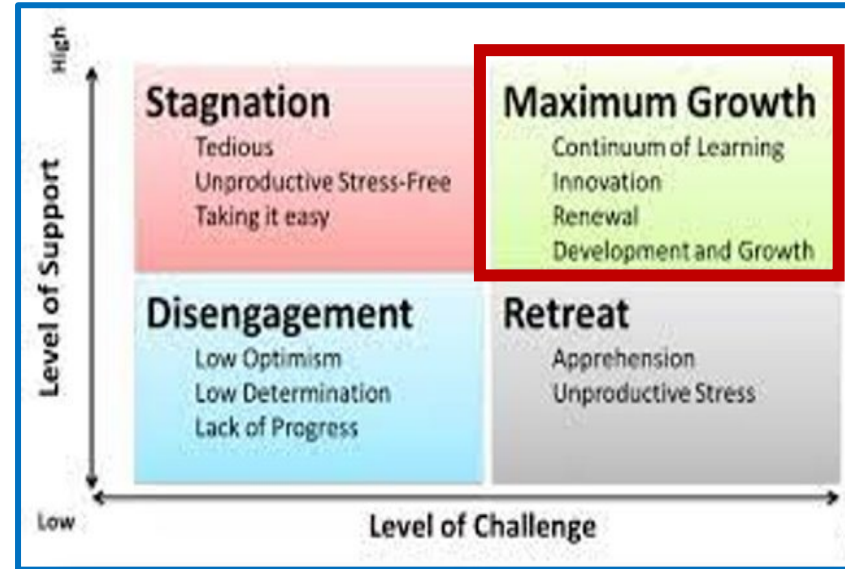 High
Level of Support
Low
Stagnation
Tedious
Unproductive Stress-Free
Taking it easy
Maximum Growth
Continuum of Learning
Innovation
Renewal
Development and Growth
Disengagement
Low Optimism
Low Determination
Lack of Progress
Retreat
Apprehension
Unproductive Stress
Level of Challenge